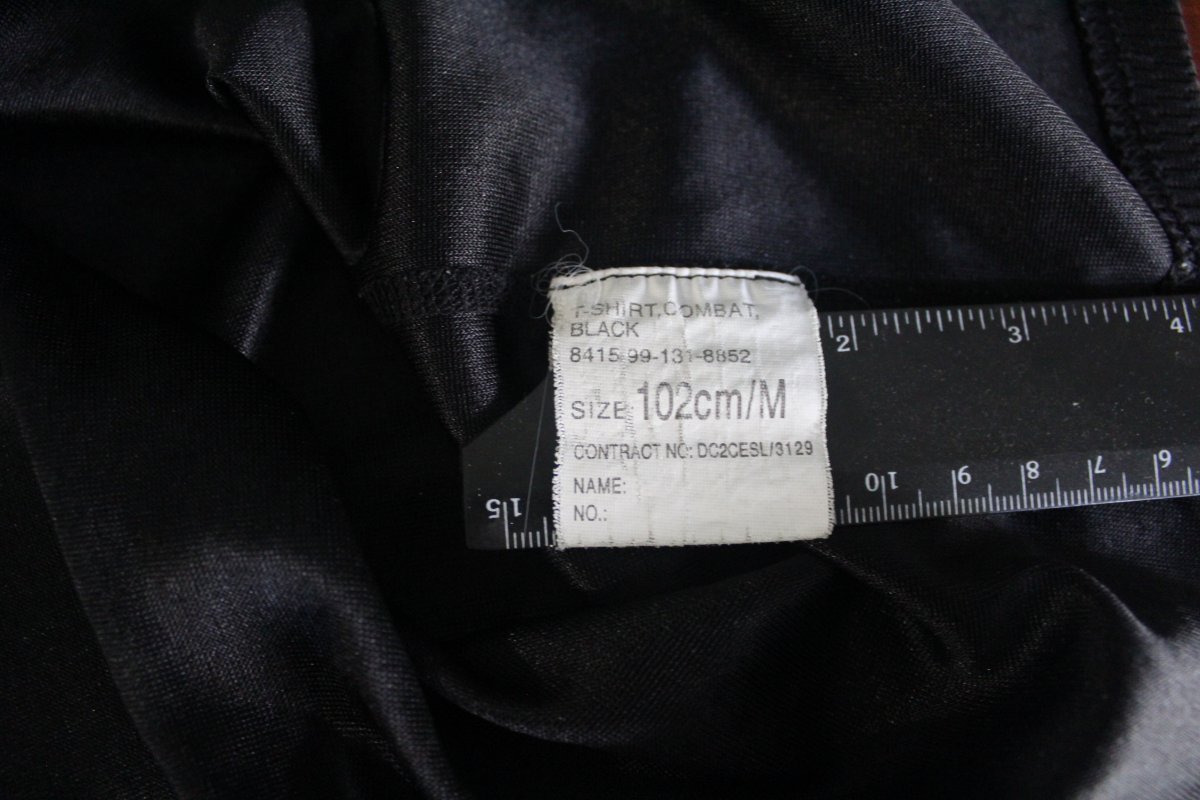 T-SHIRT,COMBAT,
BLACK
8415 99-131-8852
SIZE: 102cm/M
CONTRACT NO: DC2CESL/3129
NAME:
NO.:
2 3 4
15 10 9 8 7 6